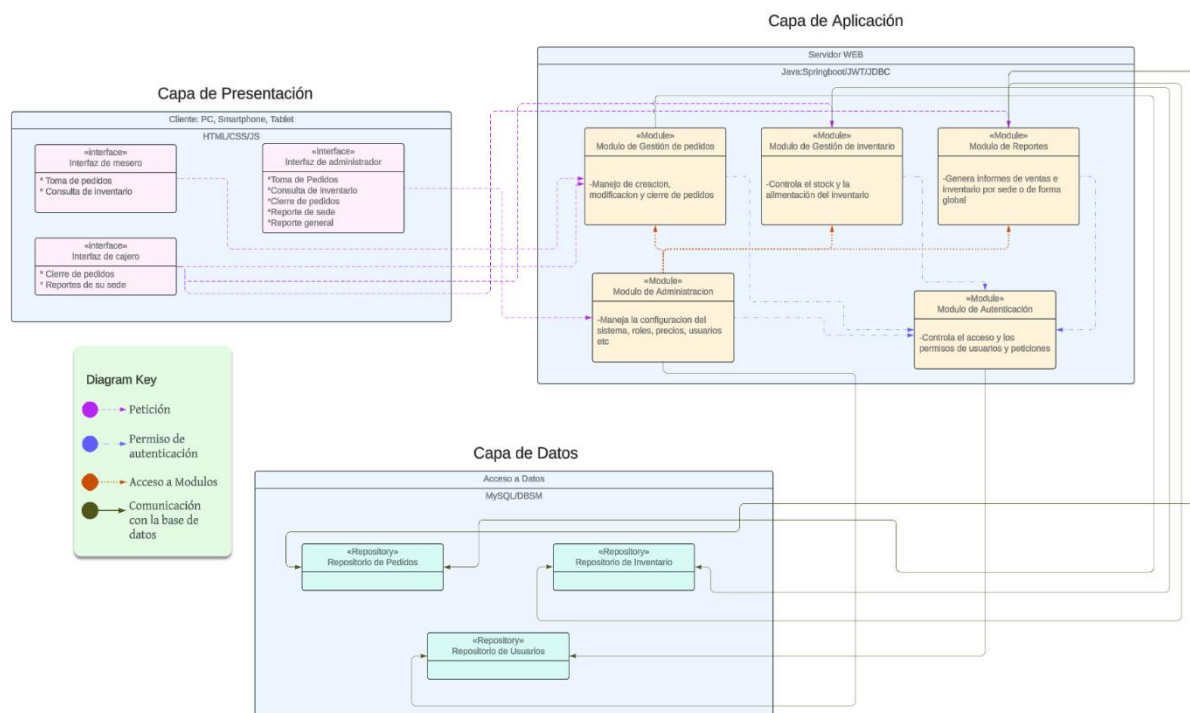 Capa de Aplicación
Servidor WEB
Java:Springboot/JWT/JDBC
Capa de Presentación
Cliente: PC, Smartphone, Tablet
HTML/CSS/JS
«interface»
Interfaz de mesero
* Toma de pedidos
* Consulta de inventario
«interface»
Interfaz de administrador
*Toma de Pedidos
*Consulta de inventario
*Cierre de pedidos
*Reporte de sede
*Reporte general
«interface»
Interfaz de cajero
* Cierre de pedidos
* Reportes de su sede
«Module»
Modulo de Gestión de pedidos
-Manejo de creacion,
modificacion y cierre de pedidos
«Module»
Modulo de Gestión de inventario
-Controla el stock y la
alimentación del inventario
«Module»
Modulo de Reportes
-Genera informes de ventas e
inventario por sede o de forma
global
«Module»
Modulo de Administracion
-Maneja la configuracion del
sistema, roles, precios, usuarios
etc
«Module»
Modulo de Autenticación
-Controla el acceso y los
permisos de usuarios y peticiones
Diagram Key
Petición
Permiso de
autenticación
Acceso a Modulos
Comunicación
con la base de
datos
Capa de Datos
Acceso a Datos
MySQL/DBSM
«Repository»
Repositorio de Pedidos
«Repository»
Repositorio de Inventario
«Repository»
Repositorio de Usuarios